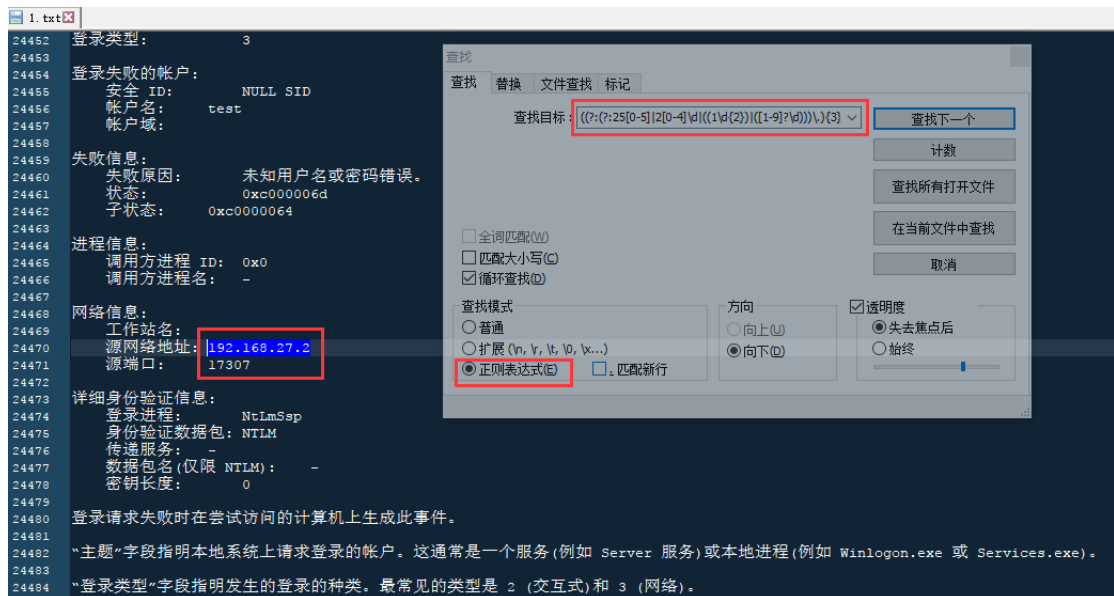 1.txt
24452 登录类型: 3
24453
24454 登录失败的帐户:
24455 安全 ID: NULL SID
24456 帐户名: test
24457 帐户域:
24458
24459 失败信息:
24460 失败原因: 未知用户名或密码错误。
24461 状态: 0xc000006d
24462 子状态: 0xc0000064
24463
24464 进程信息:
24465 调用方进程 ID: 0x0
24466 调用方进程名: -
24467
24468 网络信息:
24469 工作站名:
24470 源网络地址: 192.168.27.2
24471 源端口: 17307
24472
24473 详细身份验证信息:
24474 登录进程: NtLmSsp
24475 身份验证数据包: NTLM
24476 传递服务: -
24477 数据包名(仅限 NTLM): -
24478 密钥长度: 0
24479
24480 登录请求失败时在尝试访问的计算机上生成此事件。
24481
24482 “主题”字段指明本地系统上请求登录的帐户。这通常是一个服务(例如 Server 服务)或本地进程(例如 Winlogon.exe 或 Services.exe)。
24483
24484 “登录类型”字段指明发生的登录的种类。最常见的类型是 2 (交互式)和 3 (网络)。
查找
查找 替换 文件查找 标记
查找目标: ((?:(?:25[0-5]|2[0-4]\d|((1\d{2})|([1-9]?\d)))\.){3}
查找下一个
计数
查找所有打开文件
在当前文件中查找
取消
全词匹配(W)
匹配大小写(C)
循环查找(D)
查找模式
普通
扩展 (\n, \r, \t, \0, \x...)
正则表达式(E) . 匹配新行
方向
向上(U)
向下(D)
透明度
失去焦点后
始终